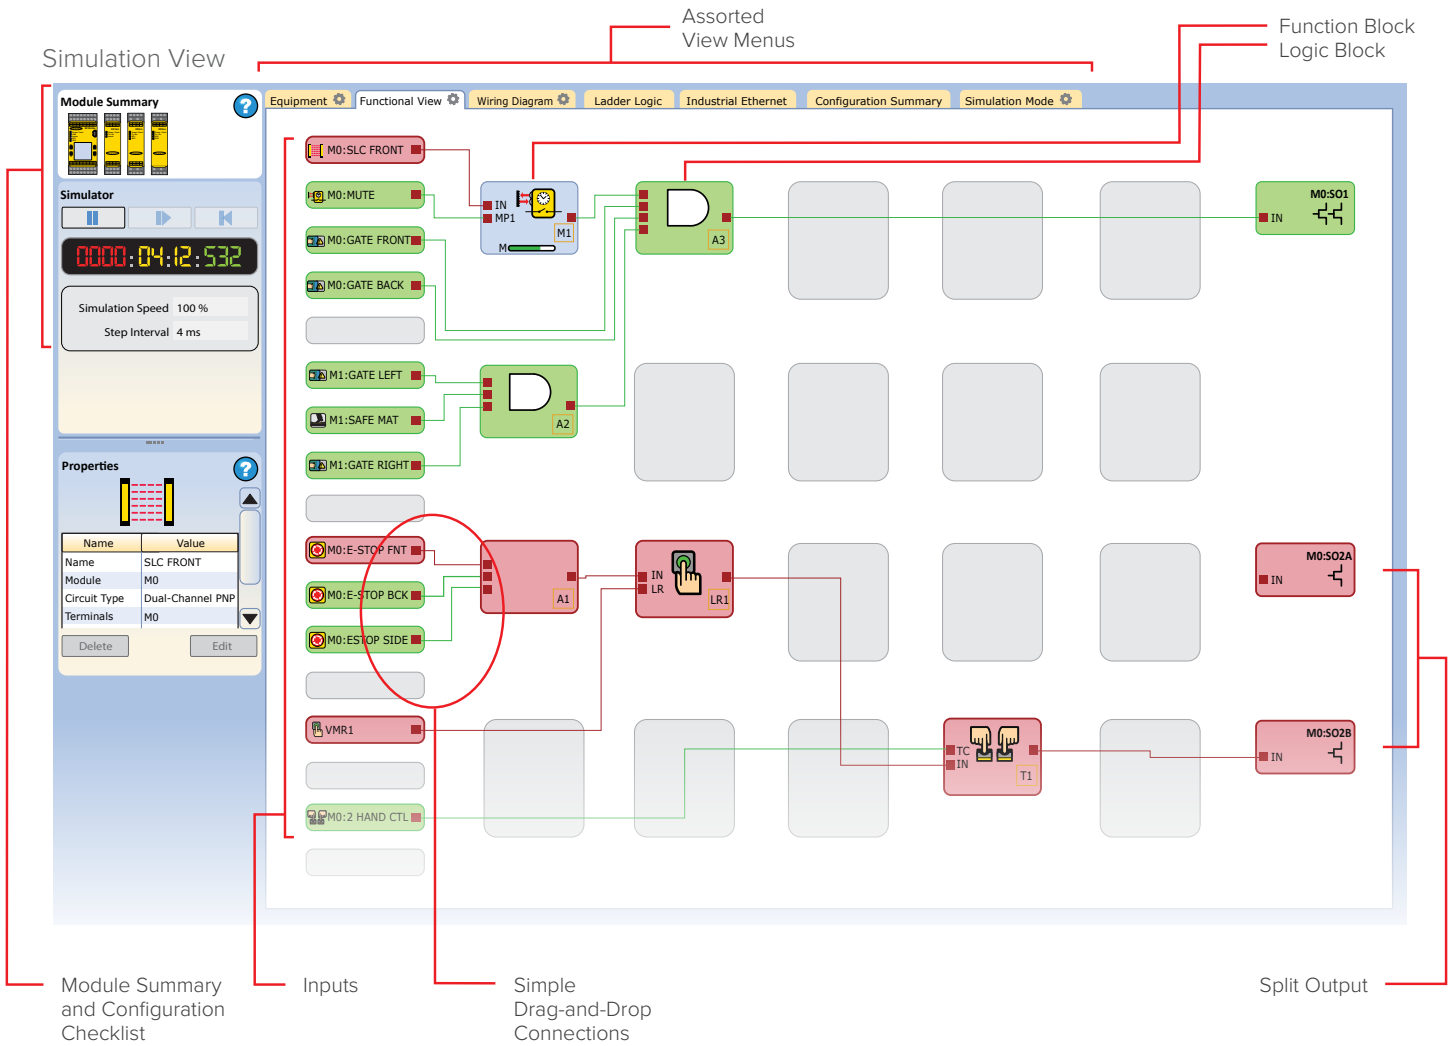 Assorted
View Menus
Function Block
Logic Block
Simulation View
Module Summary
?
Equipment
Functional View
Wiring Diagram
Ladder Logic
Industrial Ethernet
Configuration Summary
Simulation Mode
Simulator
0000:04:12:532
Simulation Speed 100 %
Step Interval 4 ms
Properties
?
Name Value
Name SLC FRONT
Module M0
Circuit Type Dual-Channel PNP
Terminals M0
Delete Edit
M0:SLC FRONT
M0:MUTE
M0:GATE FRONT
M0:GATE BACK
M1:GATE LEFT
M1:SAFE MAT
M1:GATE RIGHT
M0:E-STOP FNT
M0:E-STOP BCK
M0:ESTOP SIDE
VMR1
M0:2 HAND CTL
IN
MP1
M1
M
A3
A2
A1
IN
LR
LR1
TC
IN
T1
M0:SO1
IN
M0:SO2A
IN
M0:SO2B
IN
Module Summary
and Configuration
Checklist
Inputs
Simple
Drag-and-Drop
Connections
Split Output